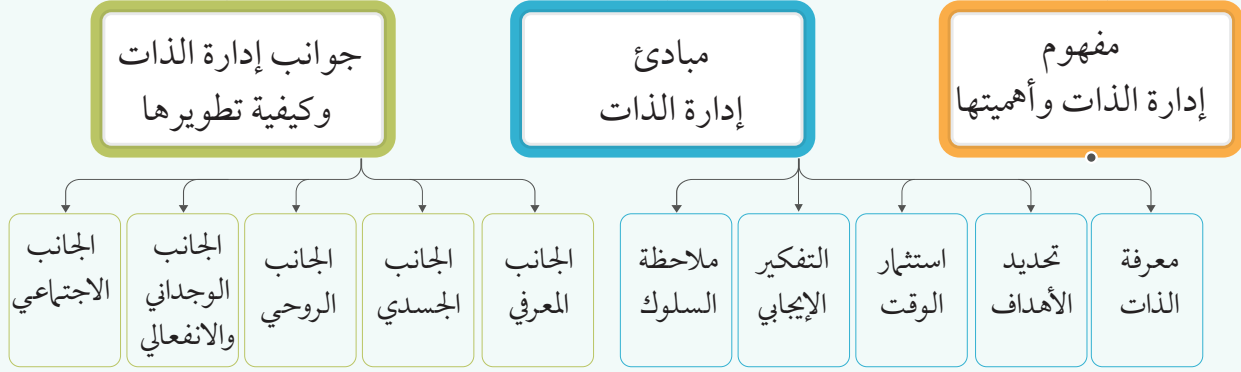 مفهوم
إدارة الذات وأهميتها
مبادئ
إدارة الذات
جوانب إدارة الذات
وكيفية تطويرها
معرفة
الذات
تحديد
الأهداف
استثمار
الوقت
التفكير
الإيجابي
ملاحظة
السلوك
الجانب
المعرفي
الجانب
الجسدي
الجانب
الروحي
الجانب
الوجداني
والانفعالي
الجانب
الاجتماعي